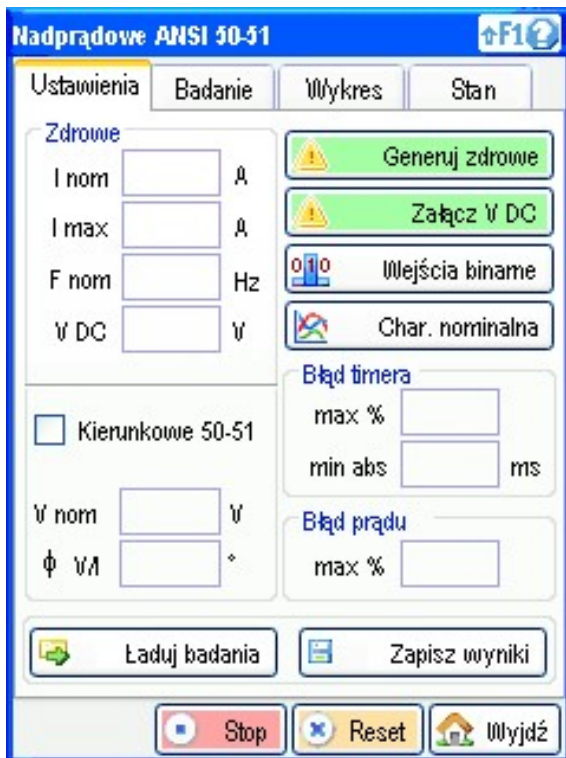 Nadprądowe ANSI 50-51
⇧F1?
Ustawienia Badanie Wykres Stan
Zdrowe
I nom A
I max A
F nom Hz
V DC V
Generuj zdrowe
Załącz V DC
010 Wejścia binarne
Char. nominalna
Błąd timera
max %
min abs ms
Kierunkowe 50-51
V nom V
ϕ V/I °
Błąd prądu
max %
Ładuj badania
Zapisz wyniki
Stop Reset Wyjdź